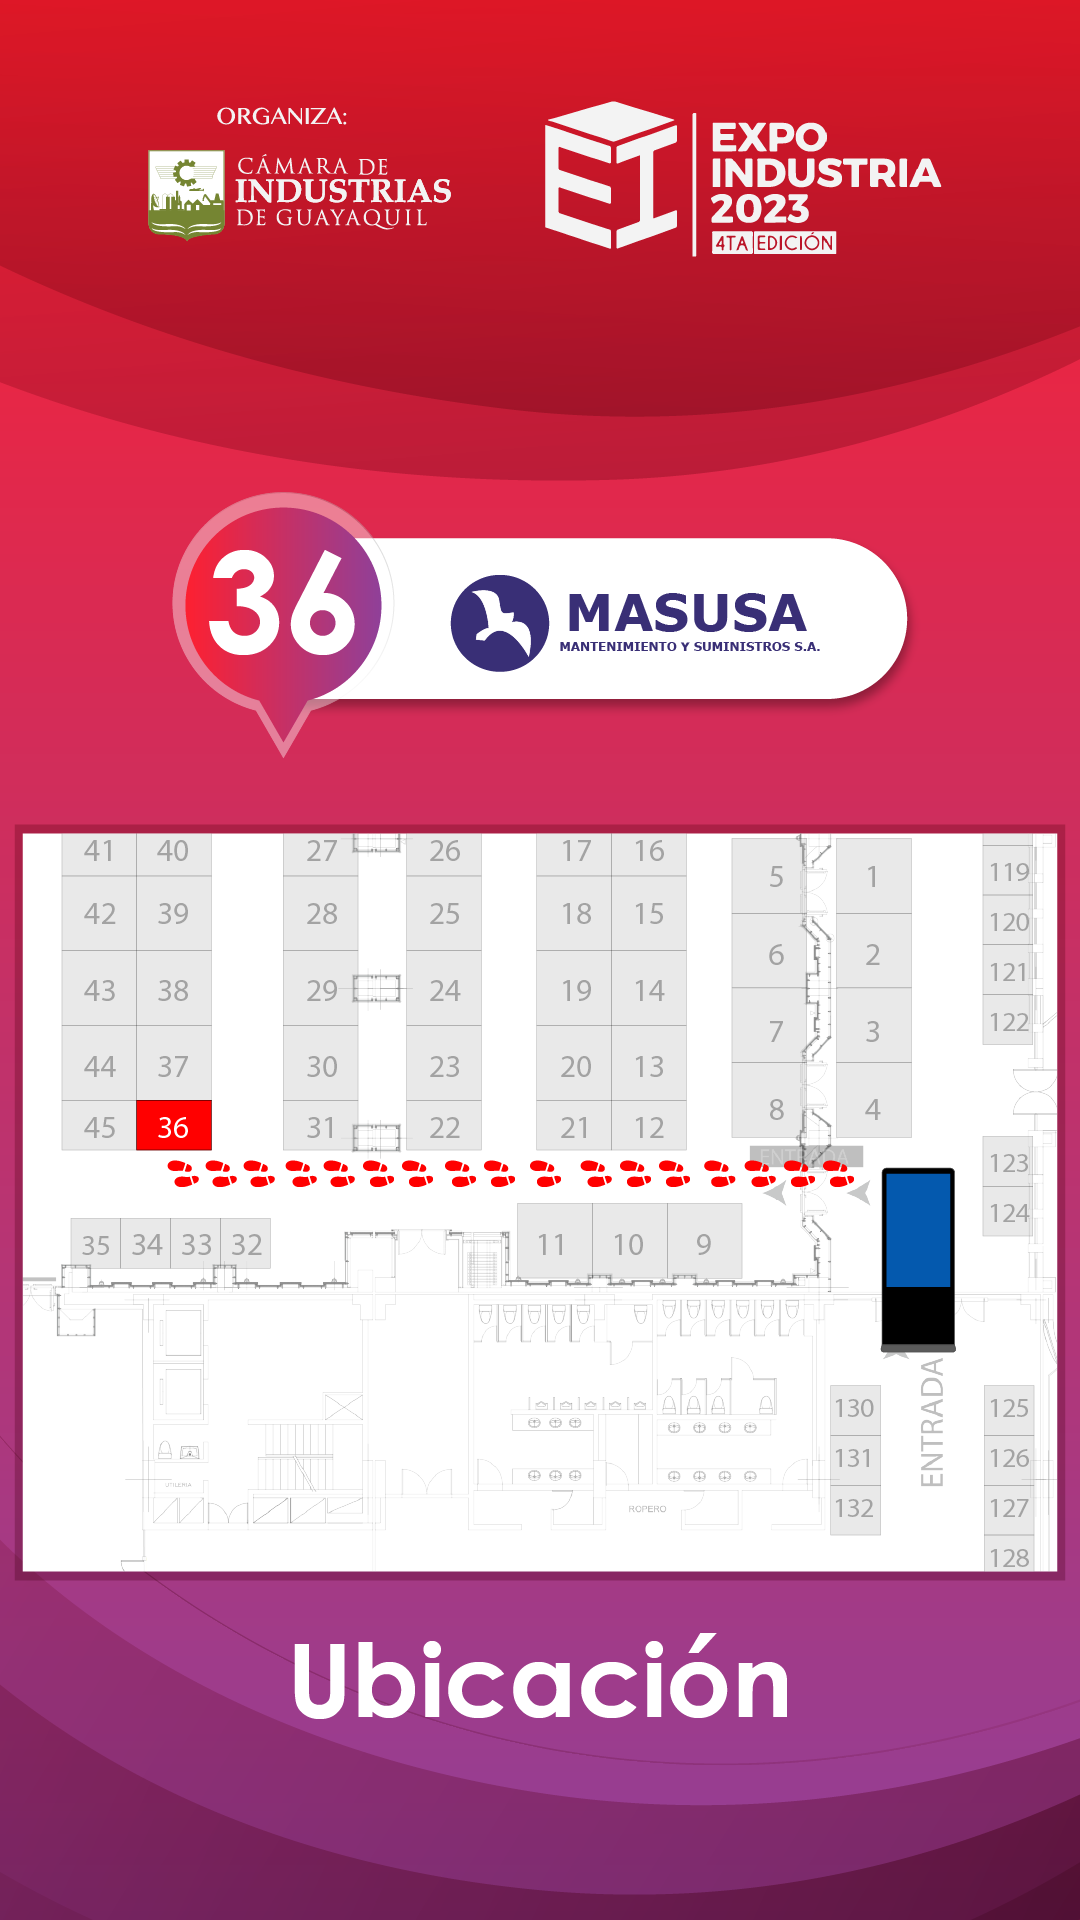 ORGANIZA:
CÁMARA DE
INDUSTRIAS
DE GUAYAQUIL
EI
EXPO
INDUSTRIA
2023
4TA EDICIÓN
36
MASUSA
MANTENIMIENTO Y SUMINISTROS S.A.
41 40 27 26 17 16 5 1 119
42 39 28 25 18 15 120
43 38 29 24 19 14 6 2 121
44 37 30 23 20 13 7 3 122
45 36 31 22 21 12 8 4
ENTRADA
123
124
35 34 33 32 11 10 9
ENTRADA
130 125
131 126
132 127
128
UTILERIA
ROPERO
Ubicación